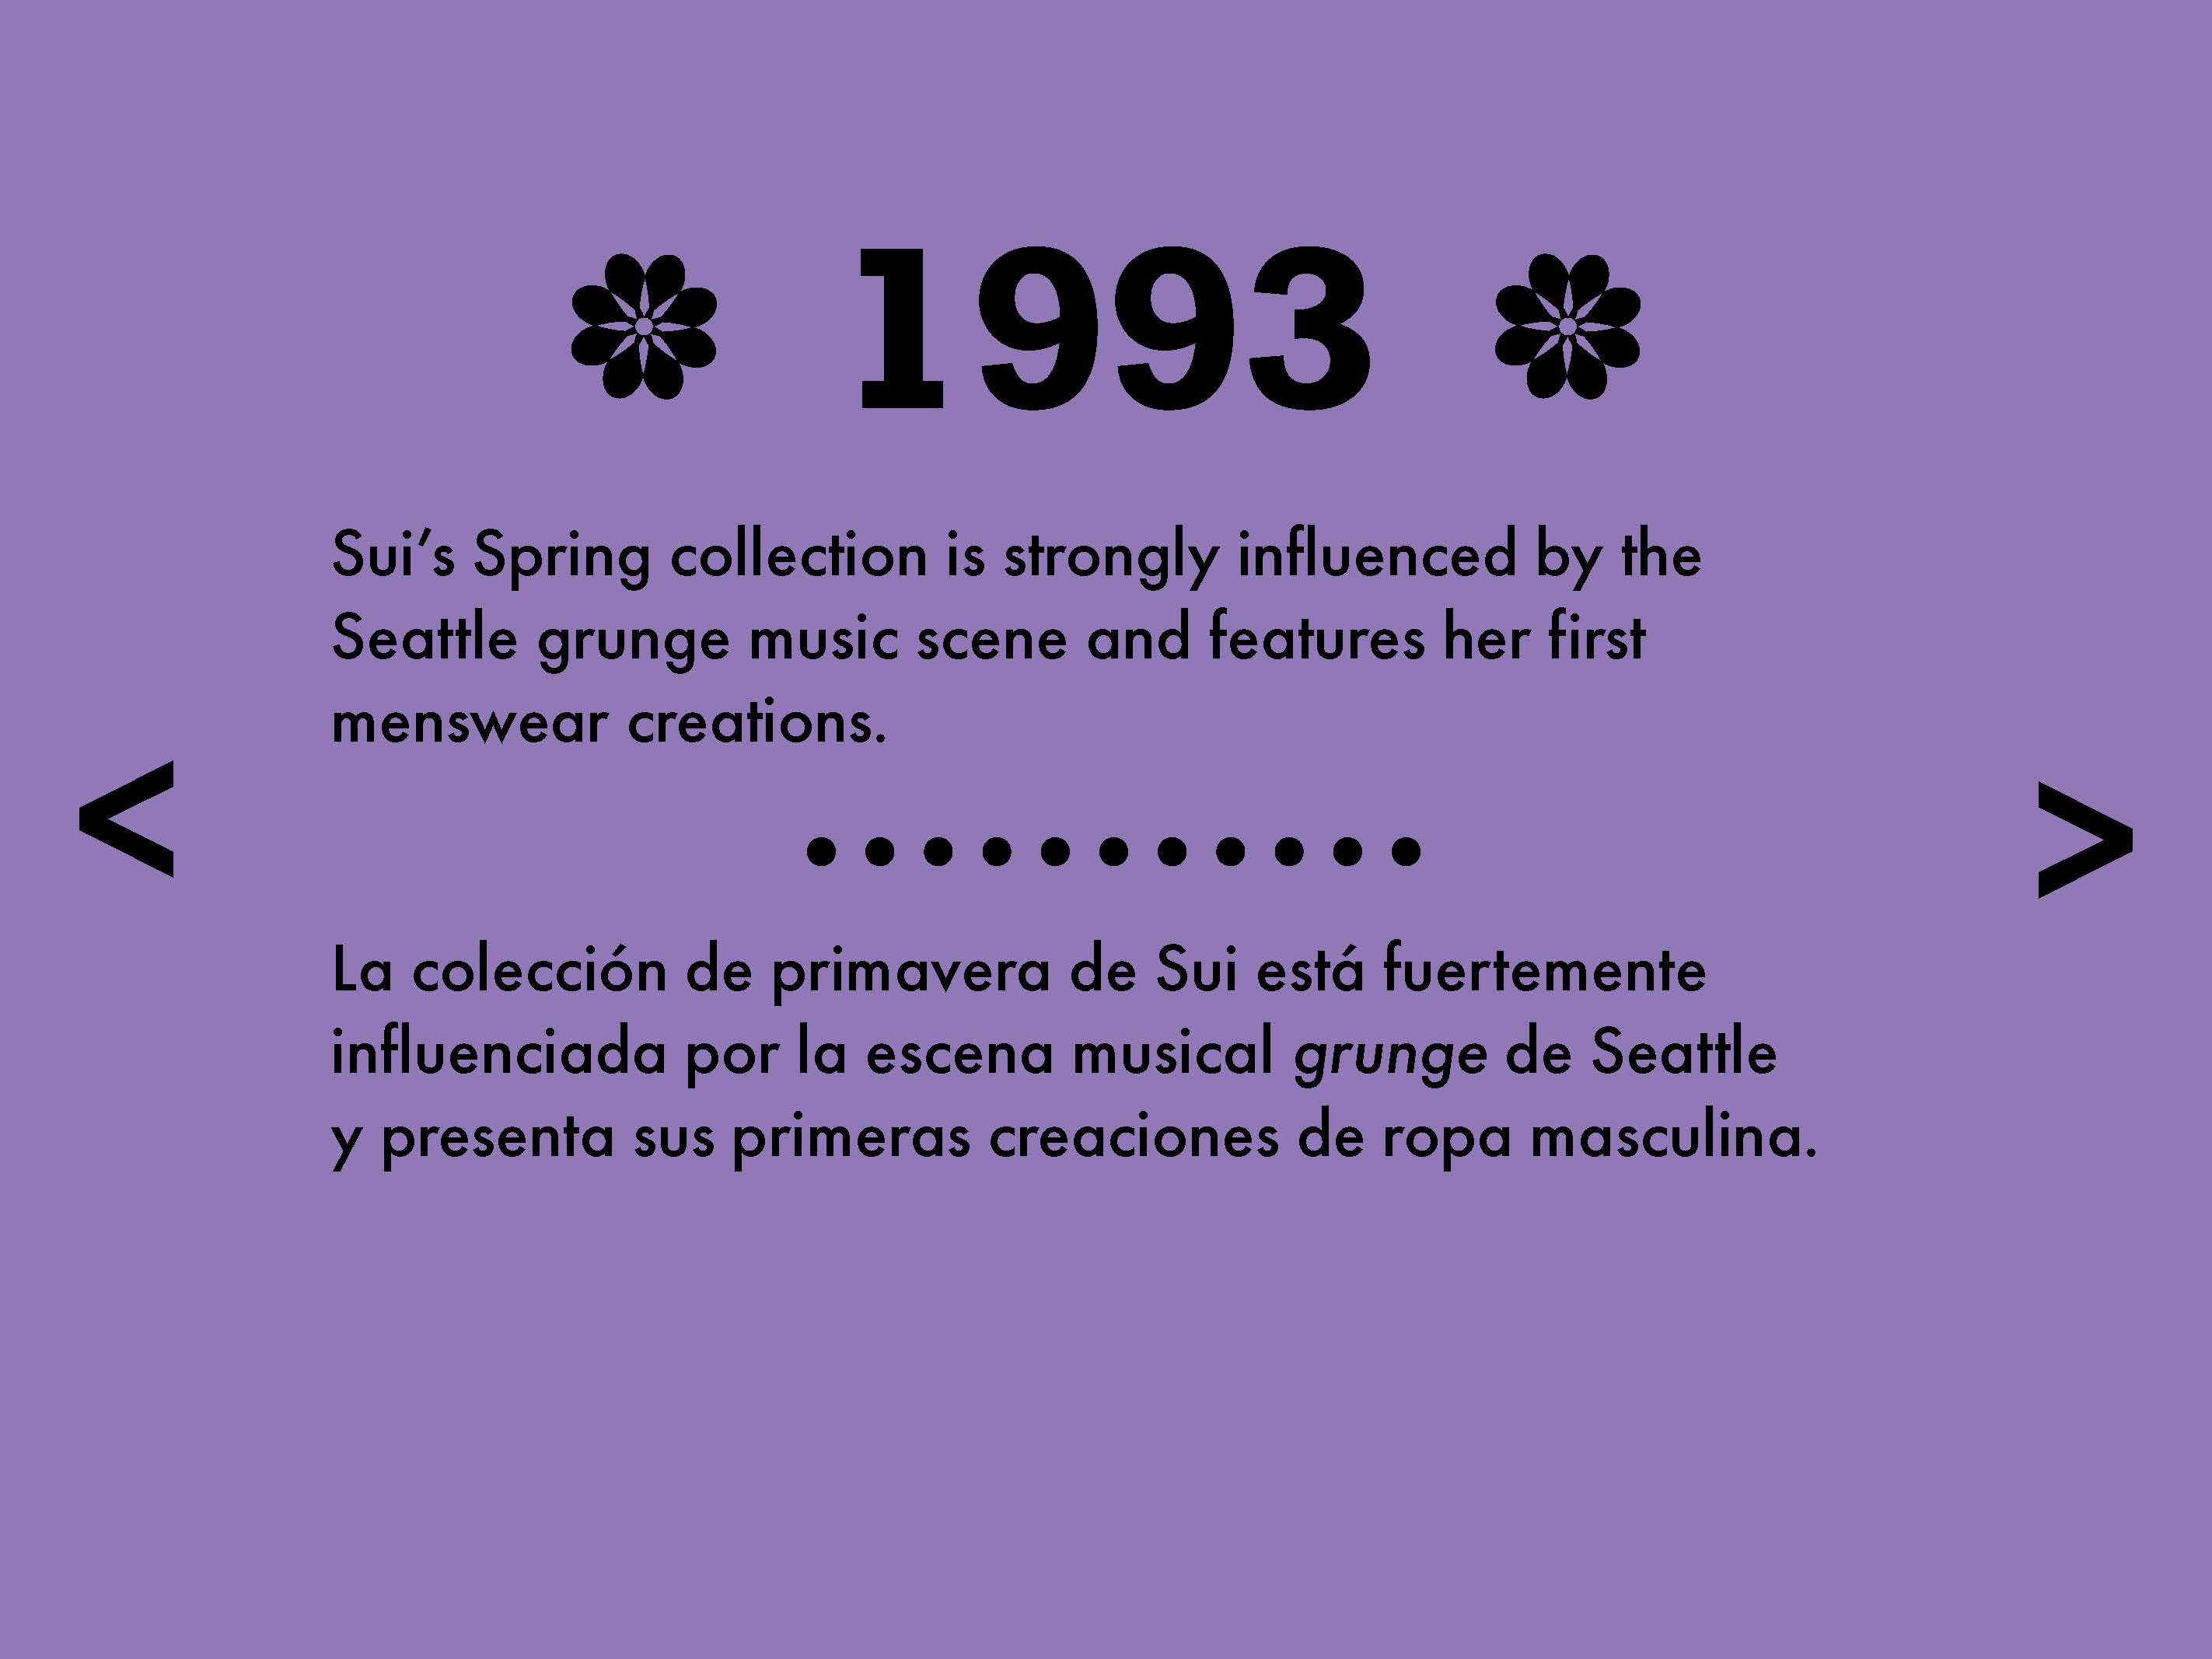 1993
Sui’s Spring collection is strongly influenced by the
Seattle grunge music scene and features her first
menswear creations.
< >
...........
La colección de primavera de Sui está fuertemente
influenciada por la escena musical grunge de Seattle
y presenta sus primeras creaciones de ropa masculina.